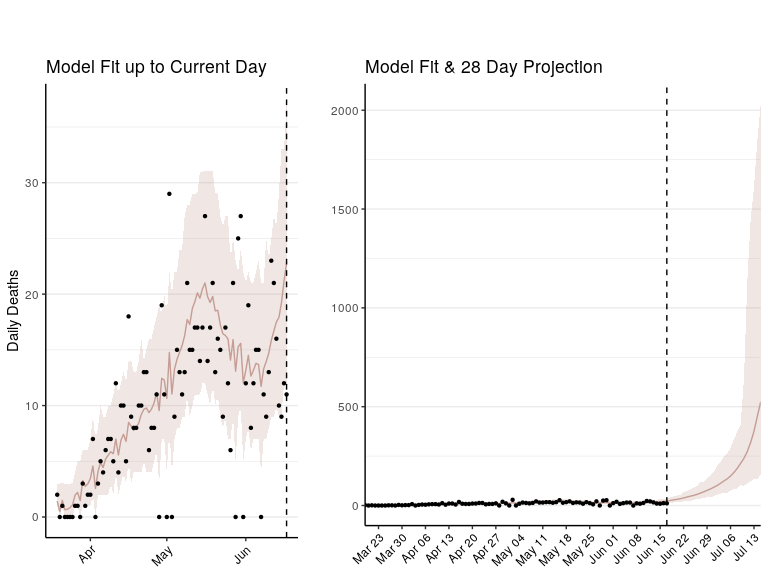 Model Fit up to Current Day
Daily Deaths
30
20
10
0
Apr
May
Jun
Model Fit & 28 Day Projection
2000
1500
1000
500
0
Mar 23
Mar 30
Apr 06
Apr 13
Apr 20
Apr 27
May 04
May 11
May 18
May 25
Jun 01
Jun 08
Jun 15
Jun 22
Jun 29
Jul 06
Jul 13